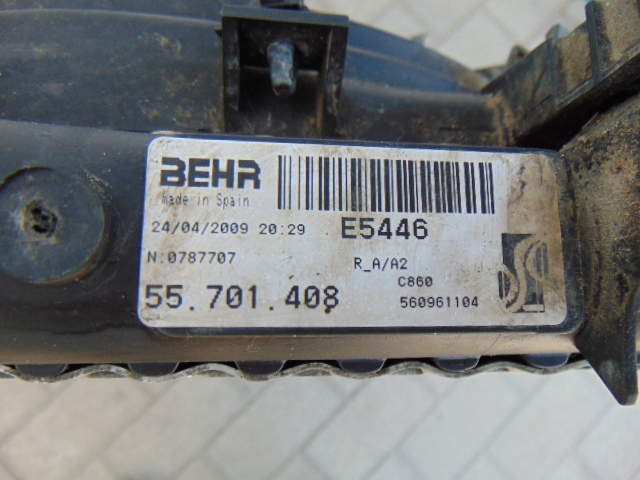 BEHR
made in Spain
24/04/2009 20:29 E5446
N:0787707
R_A/A2
C860
55.701.408 560961104